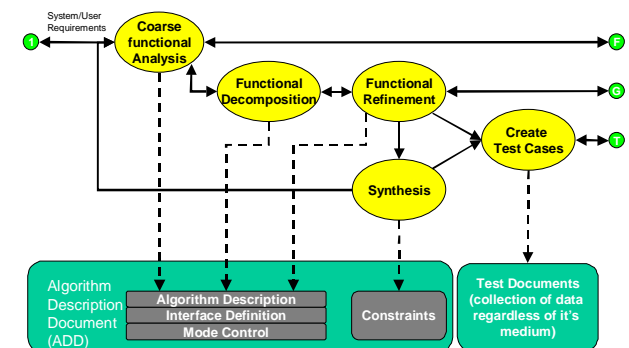 System/User
Requirements
1
Coarse
functional
Analysis
F
Functional
Decomposition
Functional
Refinement
G
Create
Test Cases
T
Synthesis
Algorithm
Description
Document
(ADD)
Algorithm Description
Interface Definition
Mode Control
Constraints
Test Documents
(collection of data
regardless of it's
medium)